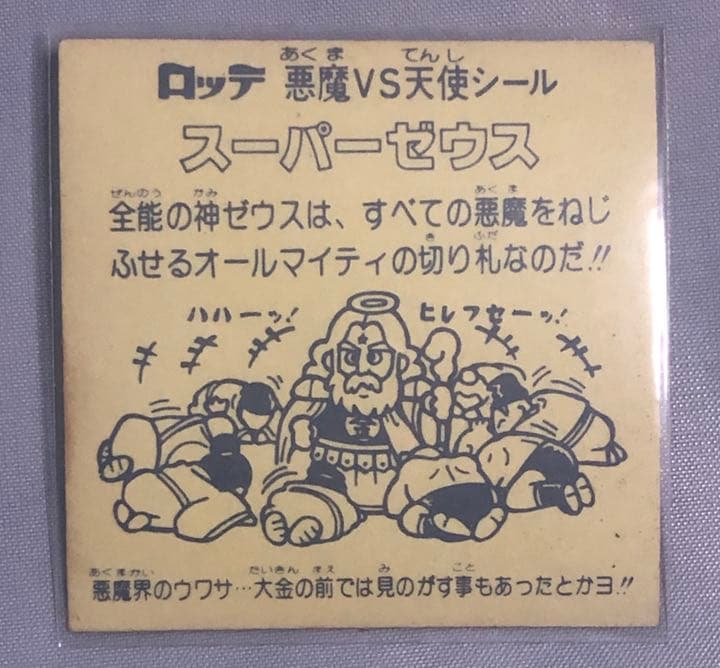 ロッテ 悪魔VS天使シール
スーパーゼウス
全能の神ゼウスは、すべての悪魔をねじ
ふせるオールマイティの切り札なのだ!!
ハハーッ!
ヒレフセーッ!
金
悪魔界のウワサ…大金の前では見のがす事もあったとかヨ!!